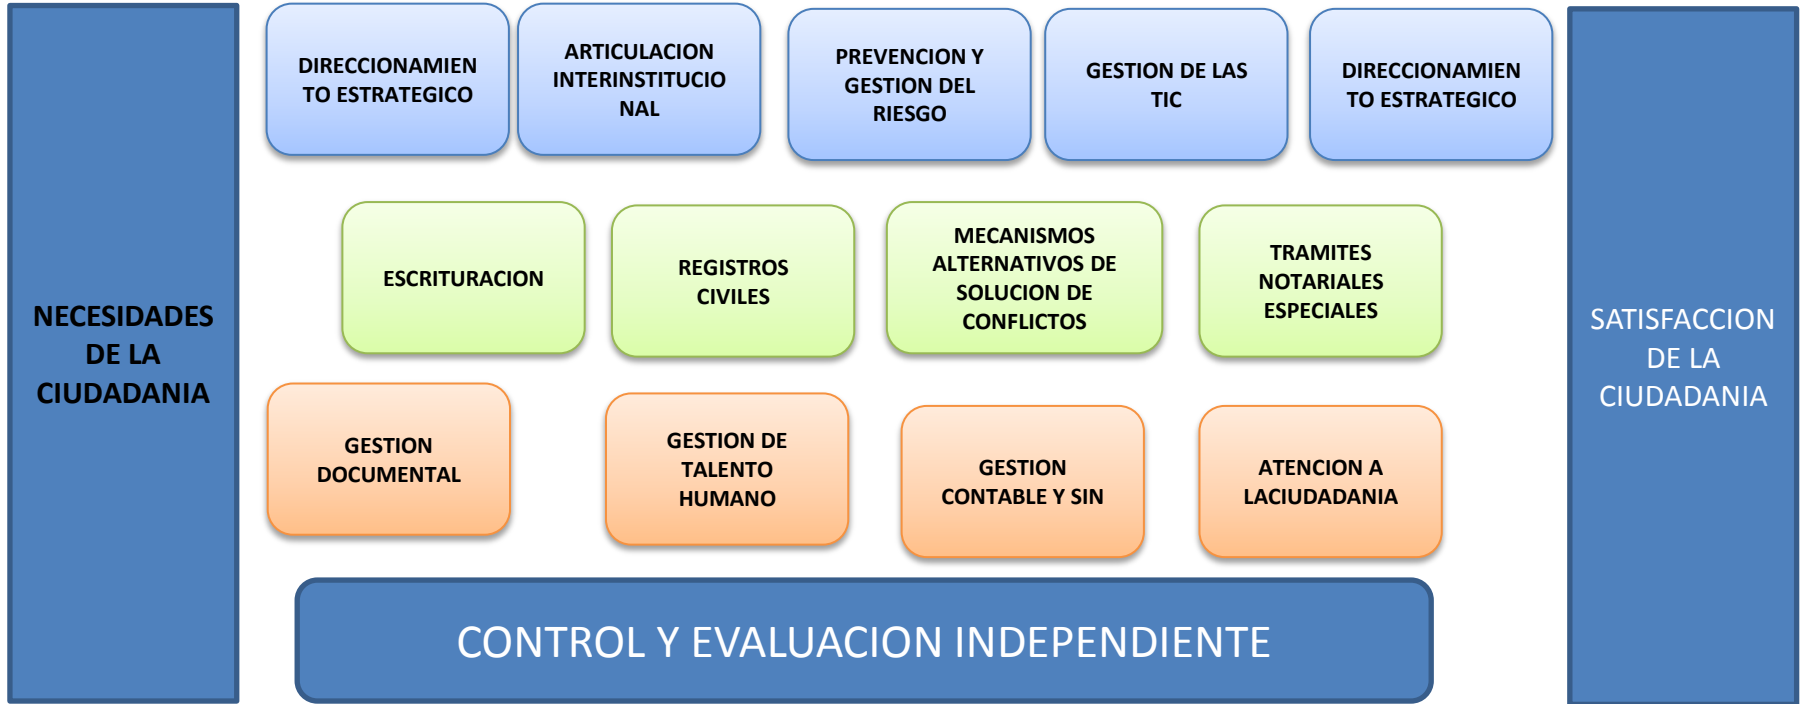 NECESIDADES
DE LA
CIUDADANIA
DIRECCIONAMIEN
TO ESTRATEGICO
ARTICULACION
INTERINSTITUCIO
NAL
PREVENCION Y
GESTION DEL
RIESGO
GESTION DE LAS
TIC
DIRECCIONAMIEN
TO ESTRATEGICO
ESCRITURACION
REGISTROS
CIVILES
MECANISMOS
ALTERNATIVOS DE
SOLUCION DE
CONFLICTOS
TRAMITES
NOTARIALES
ESPECIALES
GESTION
DOCUMENTAL
GESTION DE
TALENTO
HUMANO
GESTION
CONTABLE Y SIN
ATENCION A
LACIUDADANIA
CONTROL Y EVALUACION INDEPENDIENTE
SATISFACCION
DE LA
CIUDADANIA